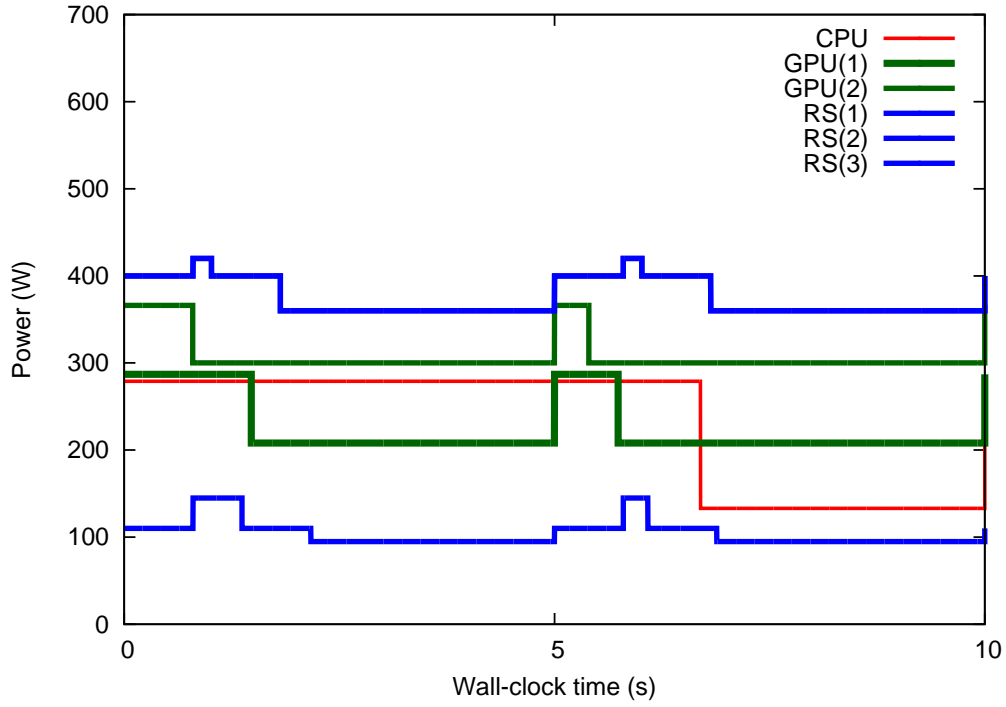 700
600
500
400
300
200
100
0
Power (W)
CPU
GPU(1)
GPU(2)
RS(1)
RS(2)
RS(3)
0
5
10
Wall-clock time (s)